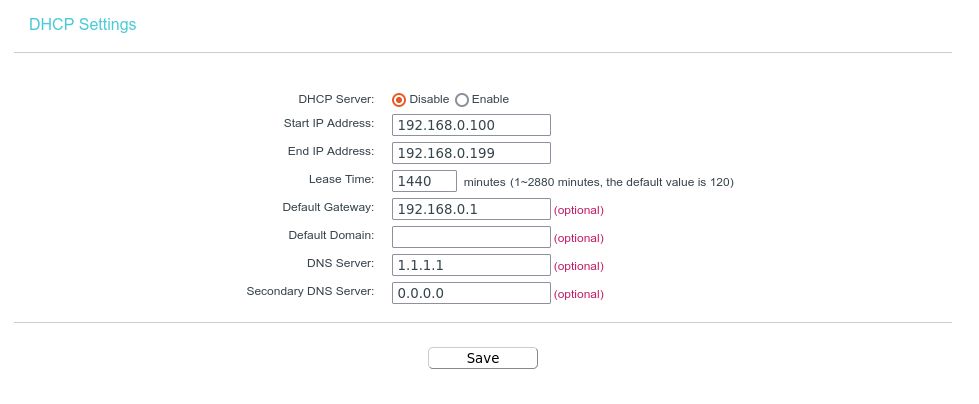 DHCP Settings
DHCP Server: Disable Enable
Start IP Address: 192.168.0.100
End IP Address: 192.168.0.199
Lease Time: 1440 minutes (1~2880 minutes, the default value is 120)
Default Gateway: 192.168.0.1 (optional)
Default Domain: (optional)
DNS Server: 1.1.1.1 (optional)
Secondary DNS Server: 0.0.0.0 (optional)
Save